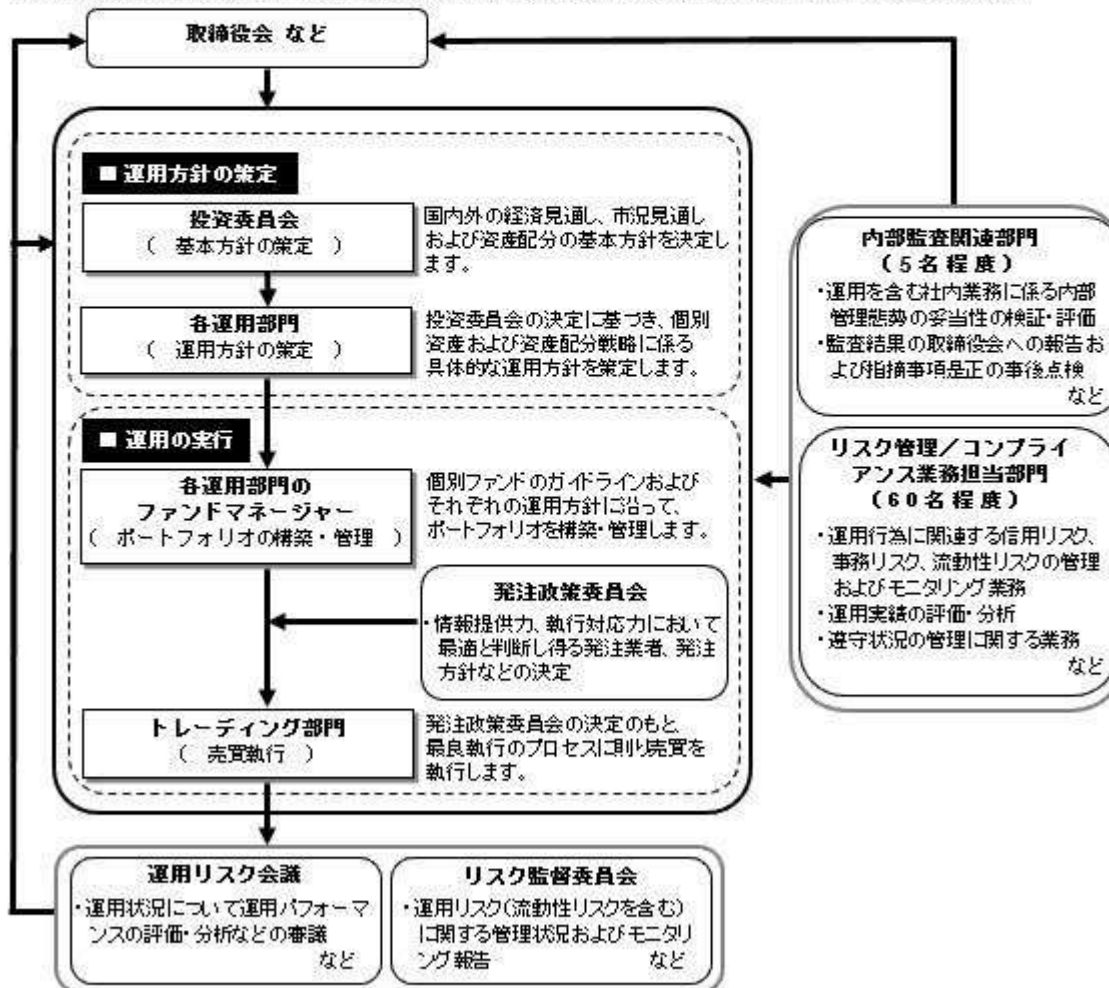 取締役会 など
■ 運用方針の策定
投資委員会
（ 基本方針の策定 ）
国内外の経済見通し、市況見通し
および資産配分の基本方針を決定し
ます。
各運用部門
（ 運用方針の策定 ）
投資委員会の決定に基づき、個別
資産および資産配分戦略に係る
具体的な運用方針を策定します。
■ 運用の実行
各運用部門の
ファンドマネージャー
（ ポートフォリオの構築・管理 ）
個別ファンドのガイドラインおよび
それぞれの運用方針に沿って、
ポートフォリオを構築・管理します。
発注政策委員会
・情報提供力、執行対応力において
最適と判断し得る発注業者、発注
方針などの決定
トレーディング部門
（ 売買執行 ）
発注政策委員会の決定のもと、
最良執行のプロセスに則り売買を
執行します。
内部監査関連部門
（５名程度）
・運用を含む社内業務に係る内部
管理態勢の妥当性の検証・評価
・監査結果の取締役会への報告お
よび指摘事項是正の事後点検
など
リスク管理／コンプライ
アンス業務担当部門
（６０名程度）
・運用行為に関連する信用リスク、
事務リスク、流動性リスクの管理
およびモニタリング業務
・運用実績の評価・分析
・遵守状況の管理に関する業務
など
運用リスク会議
・運用状況について運用パフォーマ
ンスの評価・分析などの審議
など
リスク監督委員会
・運用リスク(流動性リスクを含む)
に関する管理状況およびモニタリ
ング報告 など